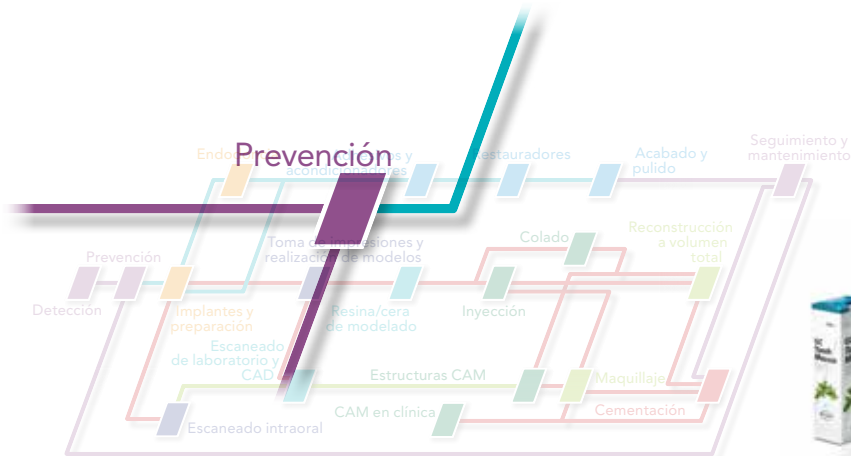 Prevención
Seguimiento y
mantenimiento
Restauradores
Acabado y
pulido
y
acondicionadores
Colado
Reconstrucción
a volumen
total
Prevención
Toma de impresiones y
realización de modelos
Detección
Implantes y
preparación
Resina/cera
de modelado
Inyección
Escaneado
de laboratorio y
CAD
Estructuras CAM
Maquillaje
CAM en clínica
Cementación
Escaneado intraoral